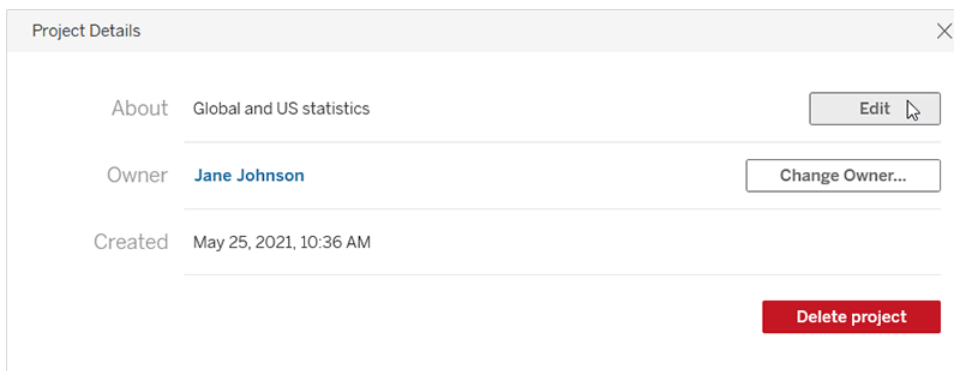 Project Details
About Global and US statistics Edit
Owner Jane Johnson Change Owner...
Created May 25, 2021, 10:36 AM
Delete project